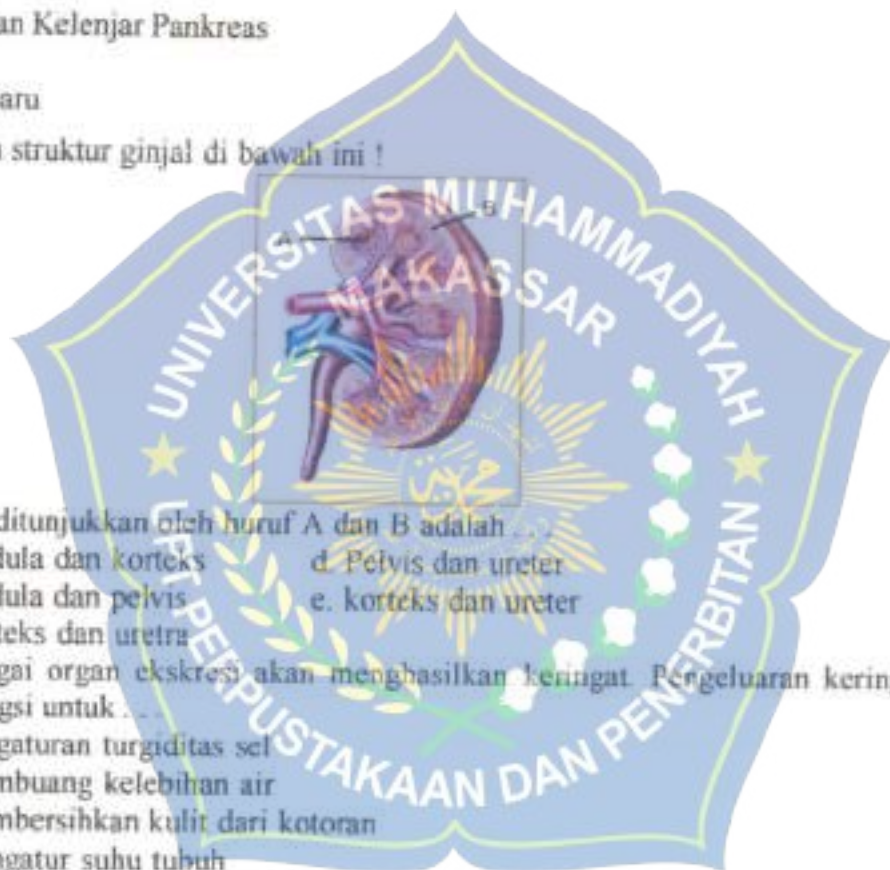 an Kelenjar Pankreas
aru
struktur ginjal di bawah ini !
UNIVERSITAS MUHAMMADIYAH
MAKASSAR
A
B
ditunjukkan oleh huruf A dan B adalah . . .
dula dan korteks d. Pelvis dan ureter
dula dan pelvis e. korteks dan ureter
teks dan uretra
gai organ ekskresi akan menghasilkan keringat. Pengeluaran kerin
gsi untuk . . .
gaturan turgiditas sel
mbuang kelebihan air
mbersihkan kulit dari kotoran
ngatur suhu tubuh
UPT PERPUSTAKAAN DAN PENERBITAN